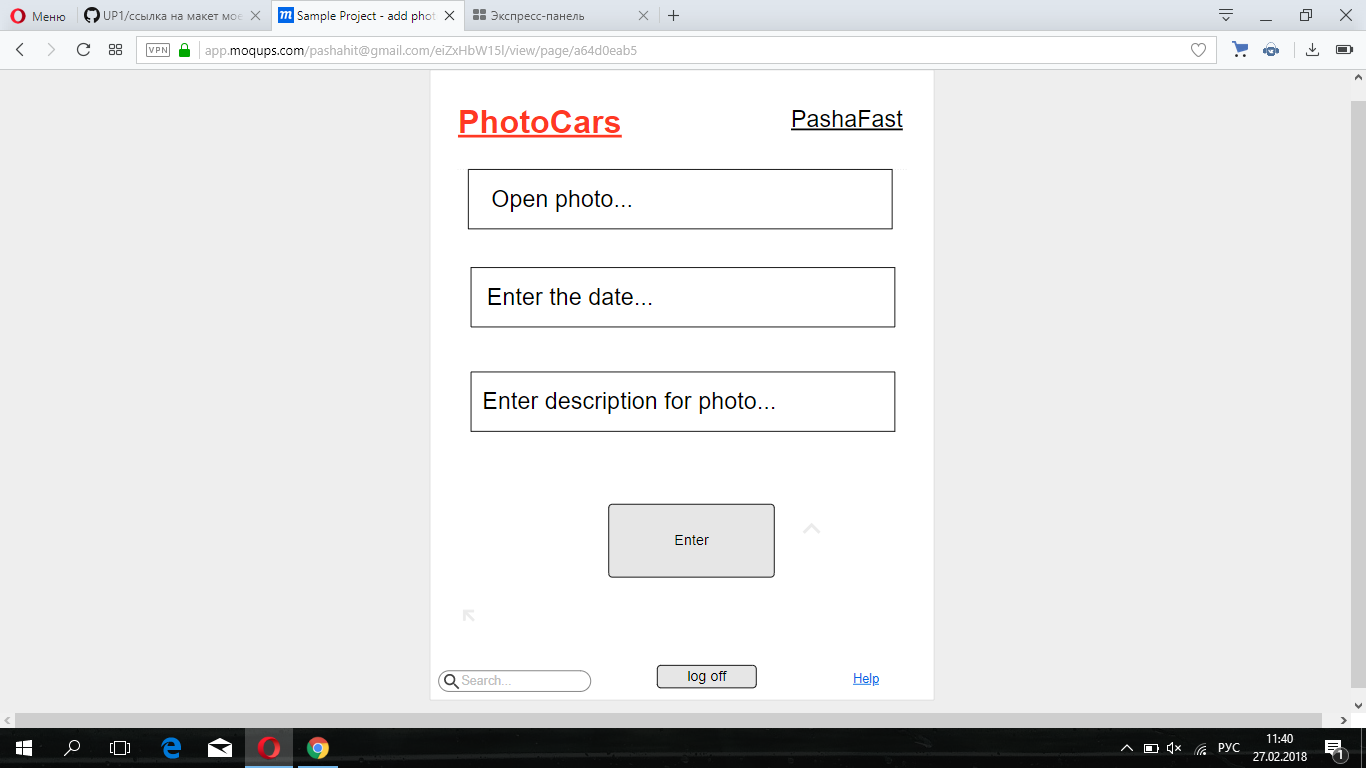 Меню
UP1/ссылка на макет мое
Sample Project - add phot
Экспресс-панель
VPN
app.moqups.com/pashahit@gmail.com/eiZxHbW15l/view/page/a64d0eab5
PhotoCars
PashaFast
Open photo...
Enter the date...
Enter description for photo...
Enter
Search...
log off
Help
РУС
11:40
27.02.2018
1